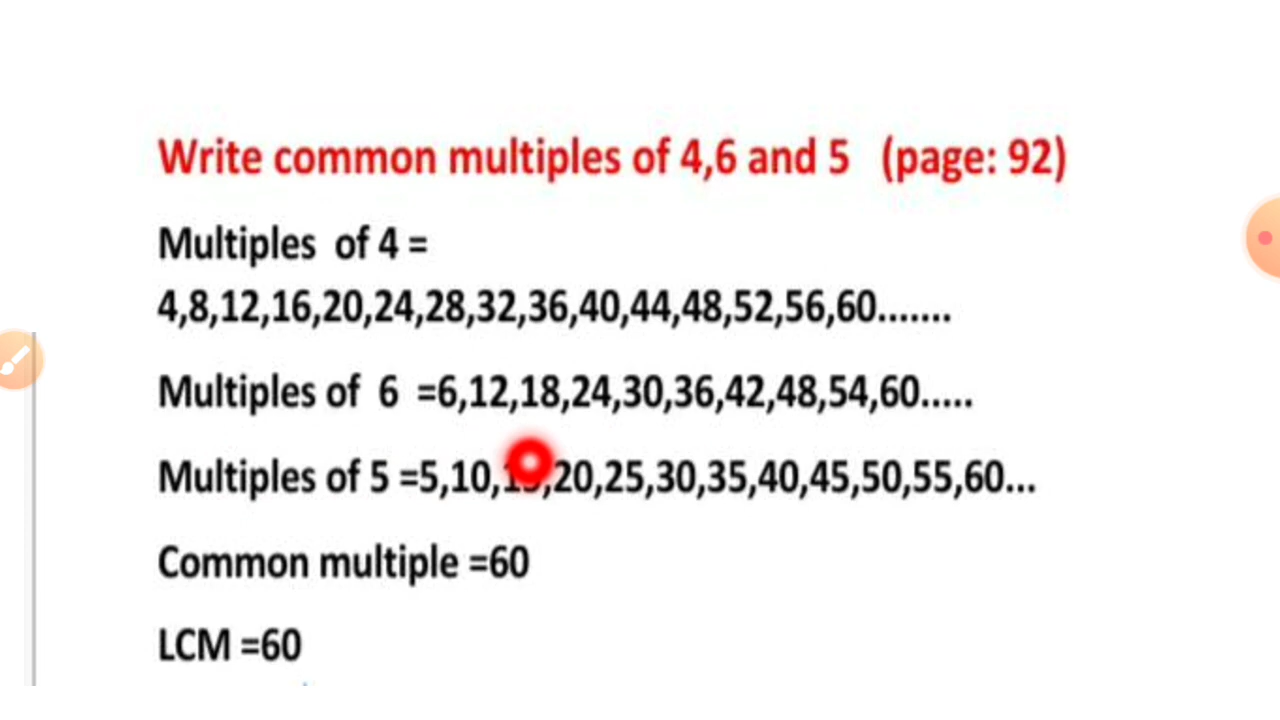 Write common multiples of 4,6 and 5 (page: 92)
Multiples of 4 =
4,8,12,16,20,24,28,32,36,40,44,48,52,56,60.......
Multiples of 6 =6,12,18,24,30,36,42,48,54,60.....
Multiples of 5 =5,10,15,20,25,30,35,40,45,50,55,60...
Common multiple =60
LCM =60